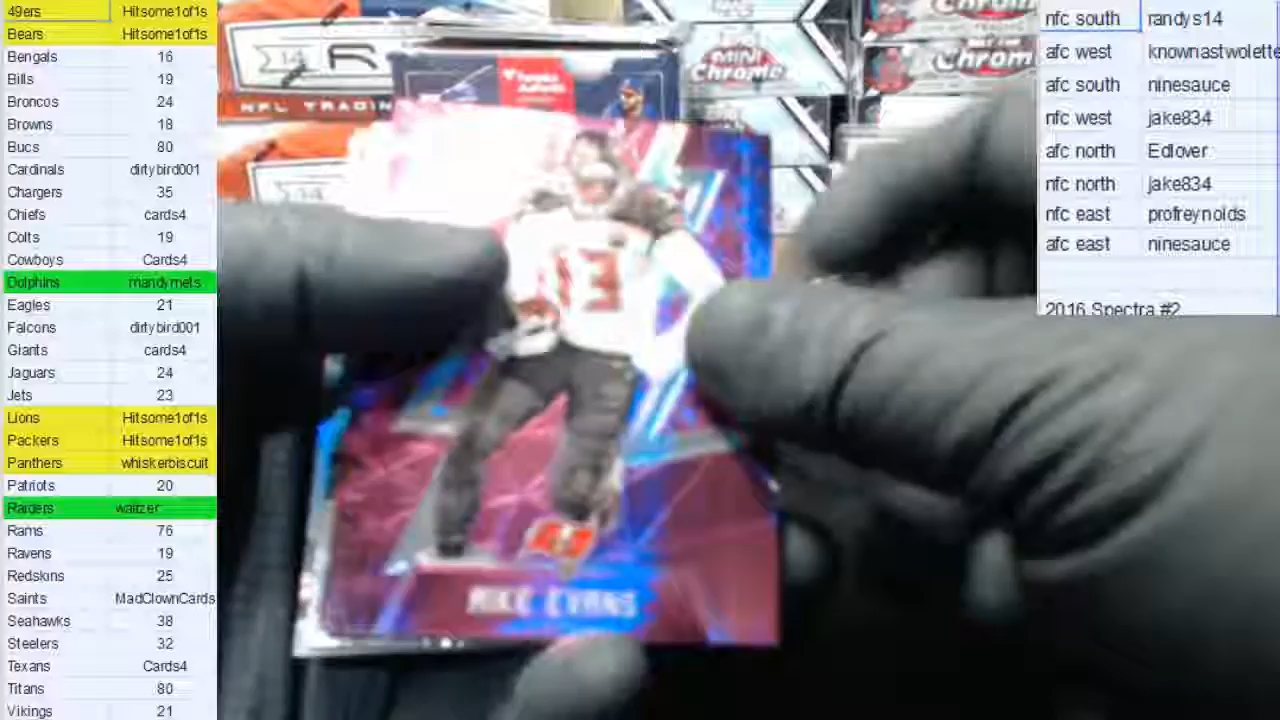 49ers Hitsome1of1s
Bears Hitsome1of1s
Bengals 16
Bills 19
Broncos 24
Browns 18
Bucs 80
Cardinals dirtybird001
Chargers 35
Chiefs cards4
Colts 19
Cowboys Cards4
Dolphins mandymets
Eagles 21
Falcons dirtybird001
Giants cards4
Jaguars 24
Jets 23
Lions Hitsome1of1s
Packers Hitsome1of1s
Panthers whiskerbiscuit
Patriots 20
Raiders waltzer
Rams 76
Ravens 19
Redskins 25
Saints MadClownCards
Seahawks 38
Steelers 32
Texans Cards4
Titans 80
Vikings 21
14 R
NFL TRADIN
MINI
Chrome
Chrome
Chrome
13
MIKE EVANS
nfc south randys14
afc west knownastwolette
afc south ninesauce
nfc west jake834
afc north Edlover
nfc north jake834
nfc east profreynolds
afc east ninesauce
2016 Spectra #2